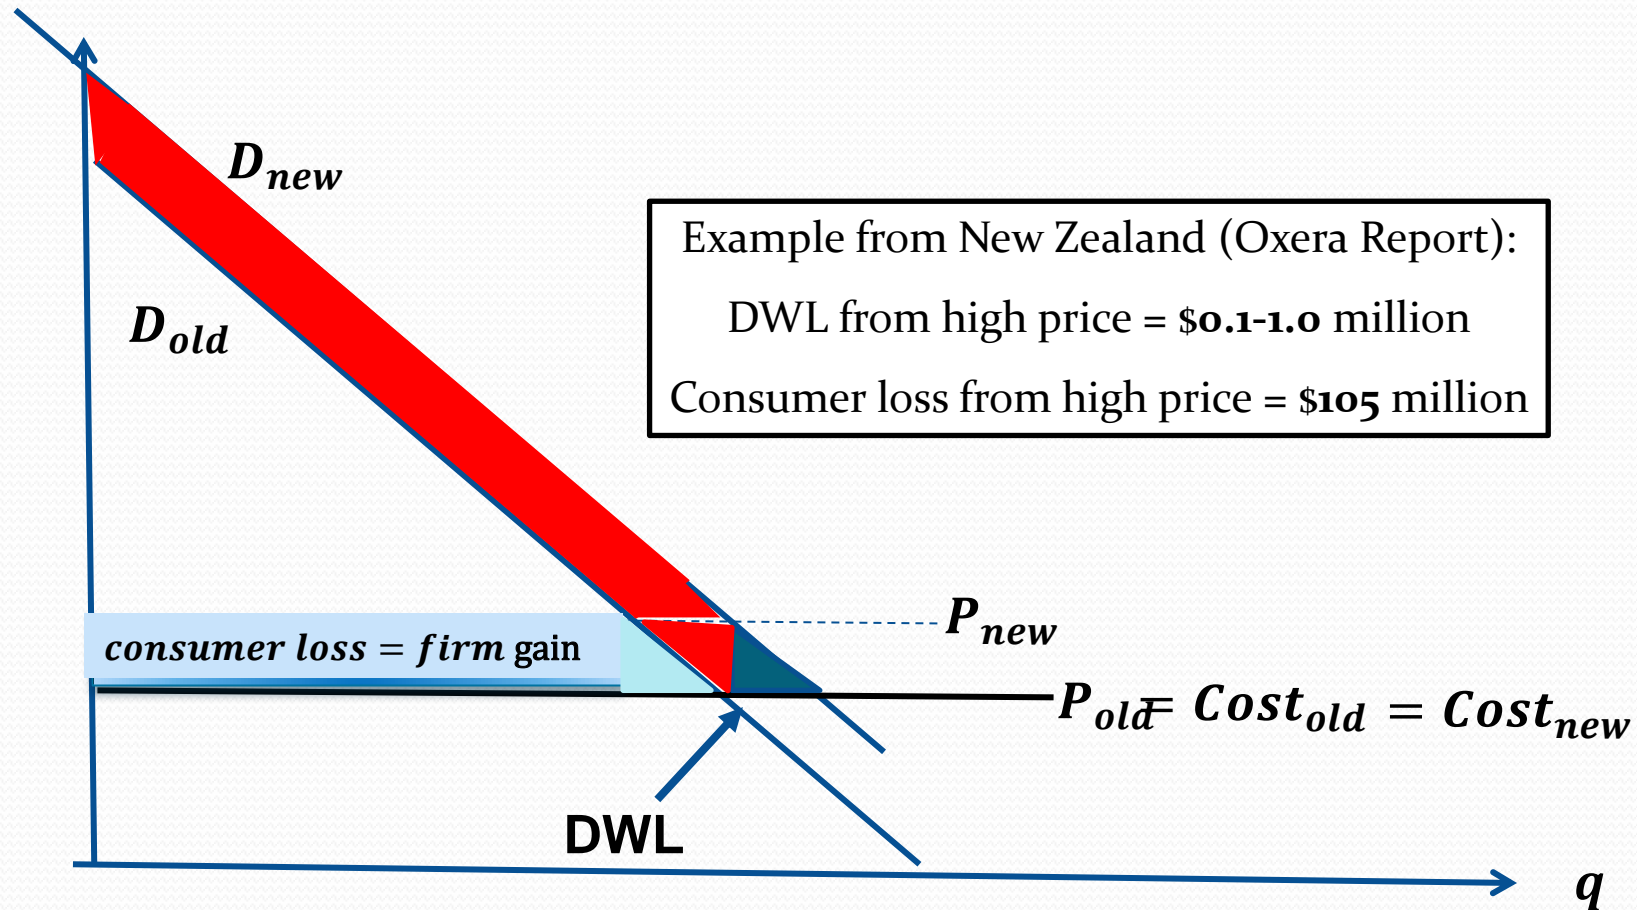 D_new
Example from New Zealand (Oxera Report):
DWL from high price = $0.1-1.0 million
Consumer loss from high price = $105 million
D_old
P_new
consumer loss = firm gain
P_old = Cost_old = Cost_new
DWL
q